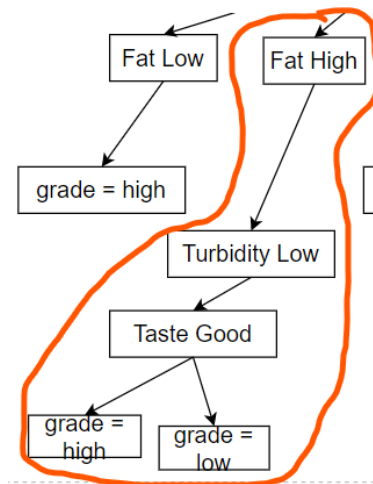 Fat Low
Fat High
grade = high
Turbidity Low
Taste Good
grade =
high
grade =
low